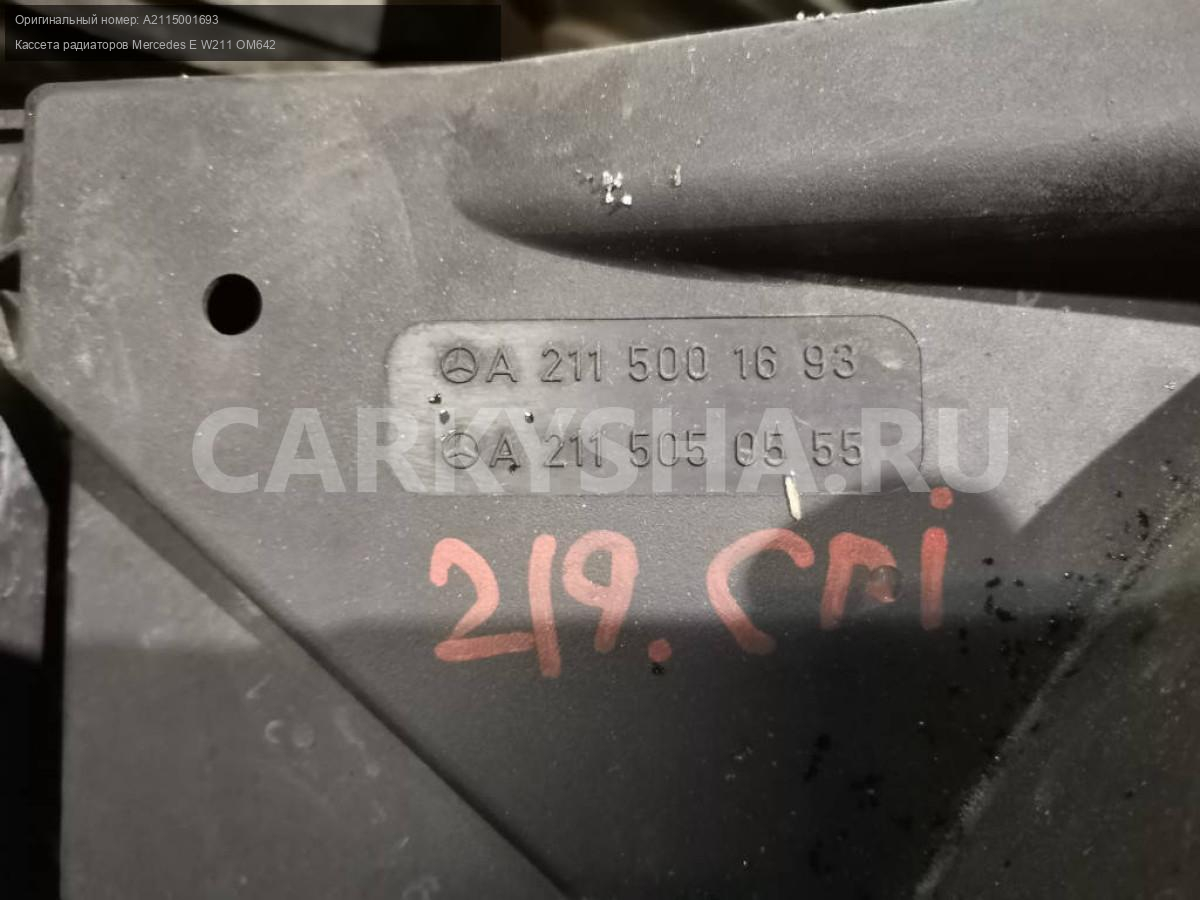 Оригинальный номер: A2115001693
Кассета радиаторов Mercedes E W211 OM642
A 211 500 16 93
A 211 505 05 55
CARKYSHA.RU
219. CDI